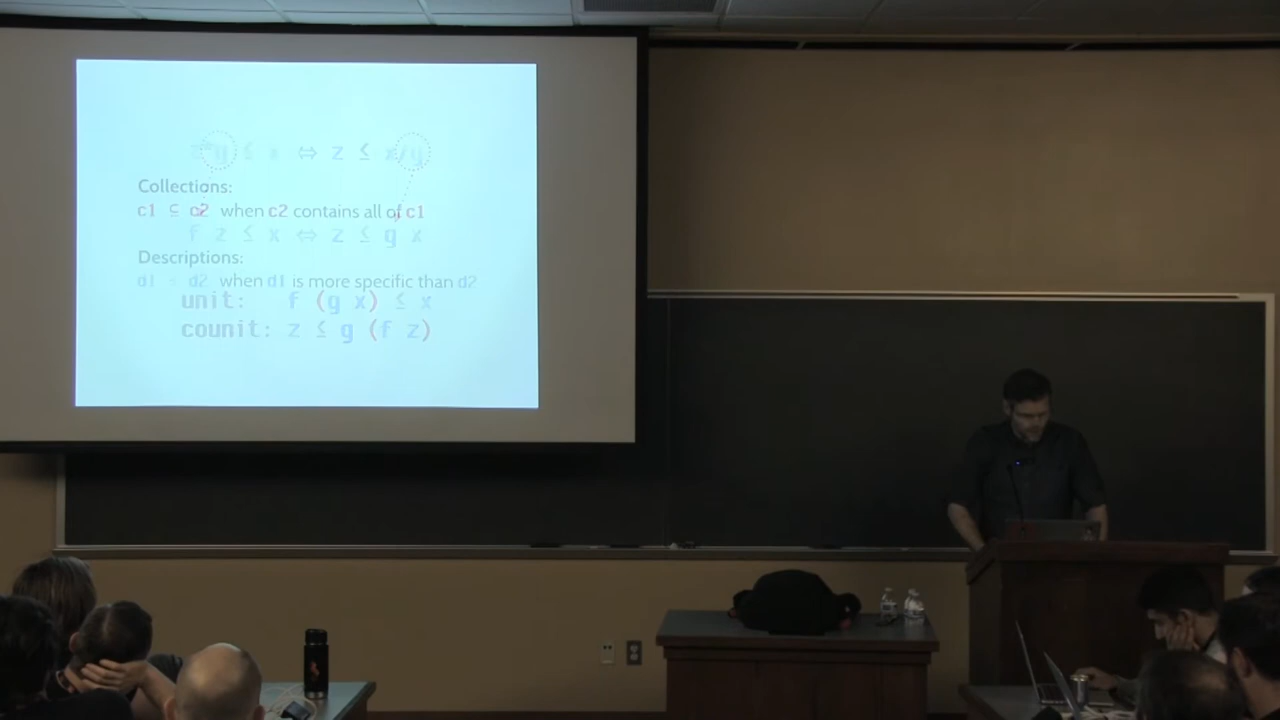 z*y ≤ x ⇔ z ≤ x/y
Collections:
c1 ⊆ c2 when c2 contains all of c1
f z ≤ x ⇔ z ≤ g x
Descriptions:
d1 ≤ d2 when d1 is more specific than d2
unit: f (g x) ≤ x
counit: z ≤ g (f z)